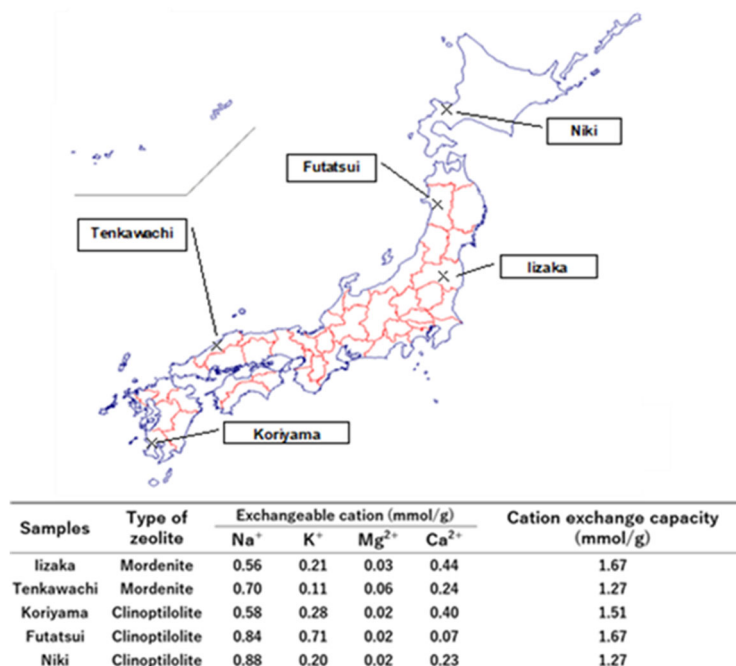 Niki
Futatsui
Tenkawachi
Iizaka
Koriyama
Samples Type of zeolite Exchangeable cation (mmol/g) Cation exchange capacity (mmol/g)
Na⁺ K⁺ Mg²⁺ Ca²⁺
Iizaka Mordenite 0.56 0.21 0.03 0.44 1.67
Tenkawachi Mordenite 0.70 0.11 0.06 0.24 1.27
Koriyama Clinoptilolite 0.58 0.28 0.02 0.40 1.51
Futatsui Clinoptilolite 0.84 0.71 0.02 0.07 1.67
Niki Clinoptilolite 0.88 0.20 0.02 0.23 1.27